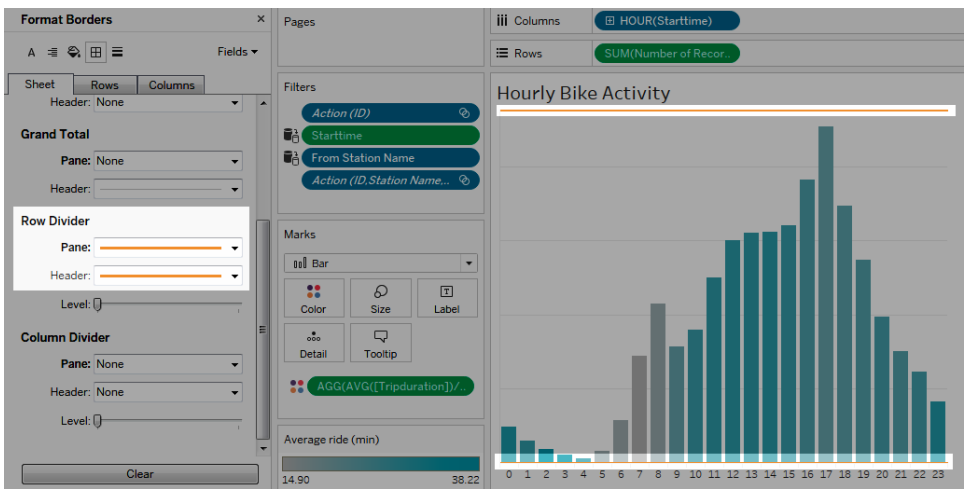 Format Borders ×
A
Fields
Sheet Rows Columns
Header: None
Grand Total
Pane: None
Header:
Row Divider
Pane:
Header:
Level:
Column Divider
Pane: None
Header: None
Level:
Clear
Pages
Filters
Action (ID)
Starttime
From Station Name
Action (ID,Station Name,..
Marks
Bar
Color Size Label
T
Detail Tooltip
AGG(AVG([Tripduration])/..
Average ride (min)
14.90 38.22
iii Columns HOUR(Starttime)
Rows SUM(Number of Recor..
Hourly Bike Activity
0 1 2 3 4 5 6 7 8 9 10 11 12 13 14 15 16 17 18 19 20 21 22 23